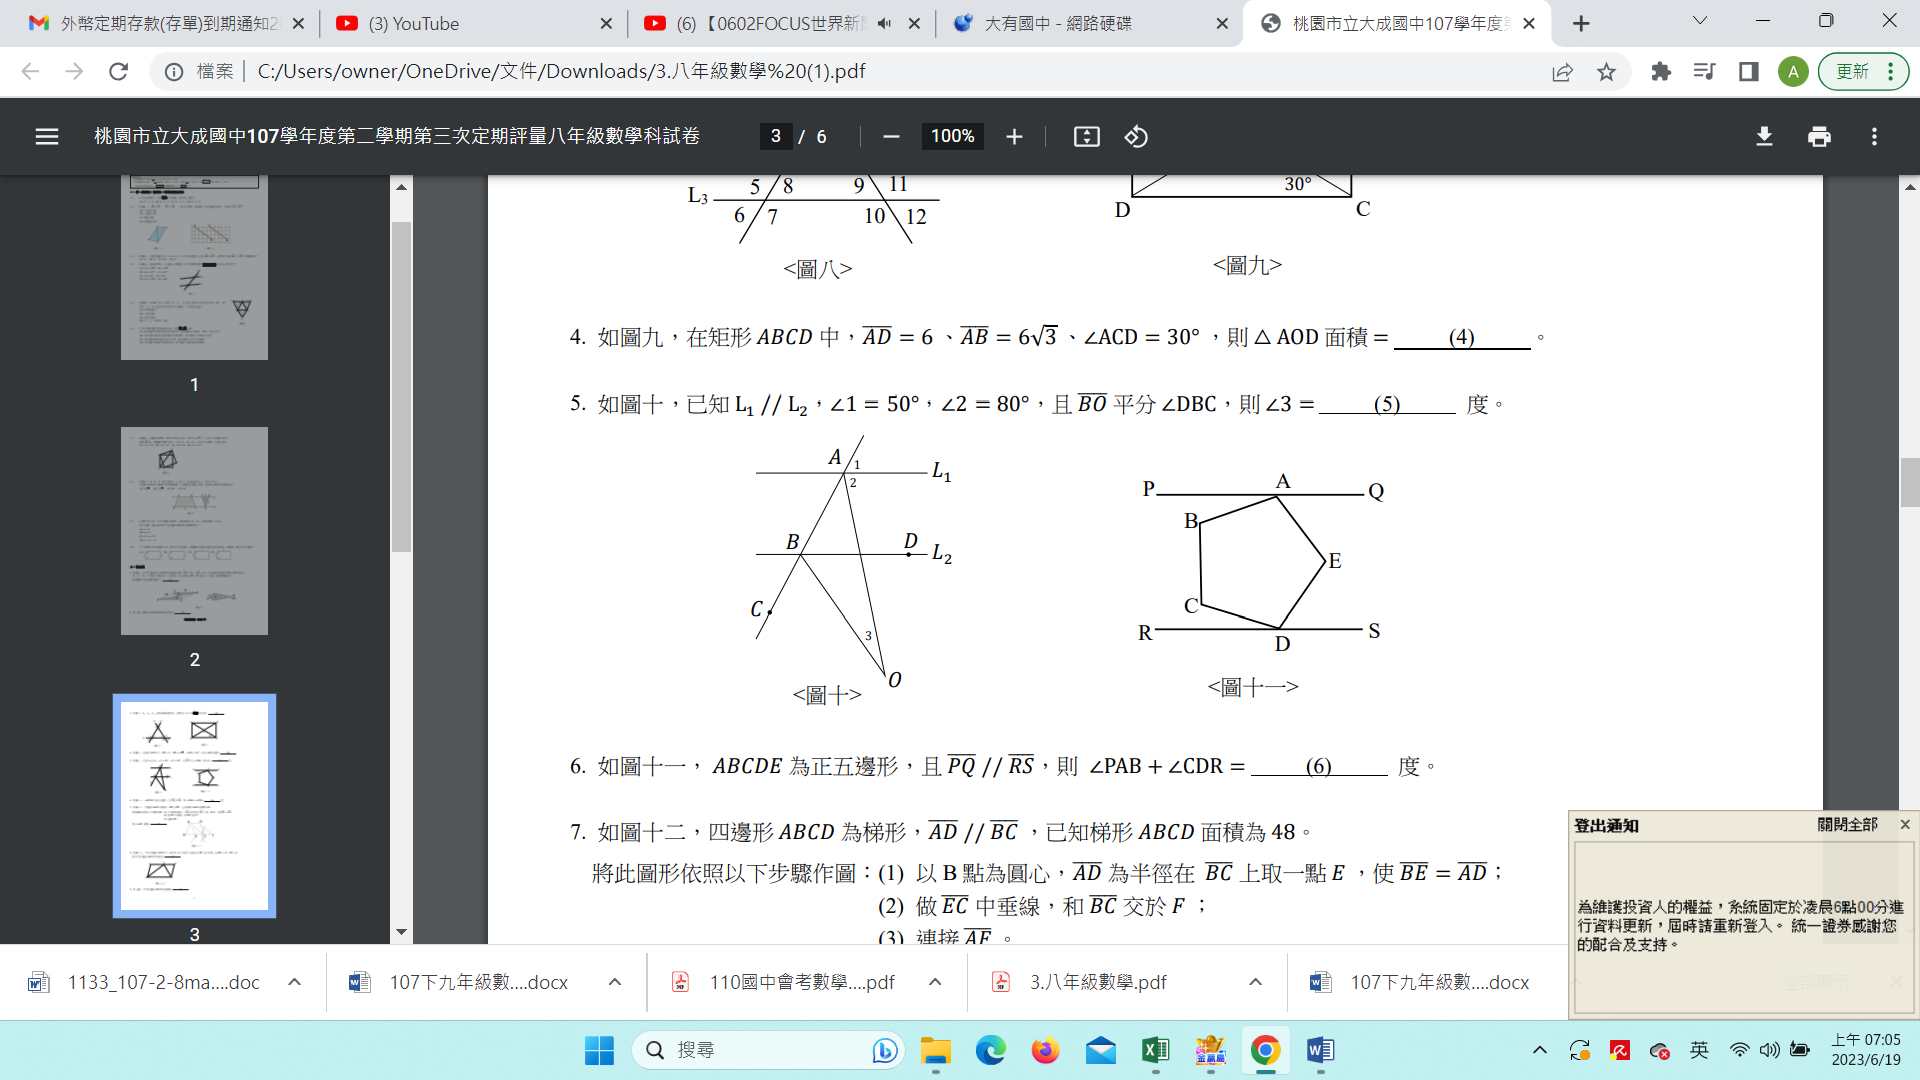 外幣定期存款(存單)到期通知2
(3) YouTube
(6)【0602FOCUS世界新
大有國中 - 網路硬碟
桃園市立大成國中107學年度
檔案
C:/Users/owner/OneDrive/文件/Downloads/3.八年級數學%20(1).pdf
A
更新
桃園市立大成國中107學年度第二學期第三次定期評量八年級數學科試卷
3 / 6
100%
1
2
3
L₃ 5 8 9 11
6 7 10 12
<圖八>
30°
D C
<圖九>
4. 如圖九，在矩形 ABCD 中，A̅D̅ = 6 、A̅B̅ = 6√3 、∠ACD = 30° ，則 △ AOD 面積 = (4) 。
5. 如圖十，已知 L₁ // L₂，∠1 = 50°，∠2 = 80°，且 B̅O̅ 平分 ∠DBC，則 ∠3 = (5) 度。
A 1 L₁
2
B D L₂
C
3
O
<圖十>
P A Q
B
E
C
R D S
<圖十一>
6. 如圖十一， ABCDE 為正五邊形，且 P̅Q̅ // R̅S̅，則 ∠PAB + ∠CDR = (6) 度。
7. 如圖十二，四邊形 ABCD 為梯形，A̅D̅ // B̅C̅ ，已知梯形 ABCD 面積為 48。
將此圖形依照以下步驟作圖：(1) 以 B 點為圓心，A̅D̅ 為半徑在 B̅C̅ 上取一點 E ，使 B̅E̅ = A̅D̅；
(2) 做 E̅C̅ 中垂線，和 B̅C̅ 交於 F ；
(3) 連接 A̅F̅ 。
登出通知 關閉全部
為維護投資人的權益，系統固定於凌晨6點00分進
行資料更新，屆時請重新登入。 統一證券感謝您
的配合及支持。
1133_107-2-8ma....doc
107下九年級數....docx
110國中會考數學....pdf
3.八年級數學.pdf
107下九年級數....docx
全部顯示
搜尋
英
上午 07:05
2023/6/19